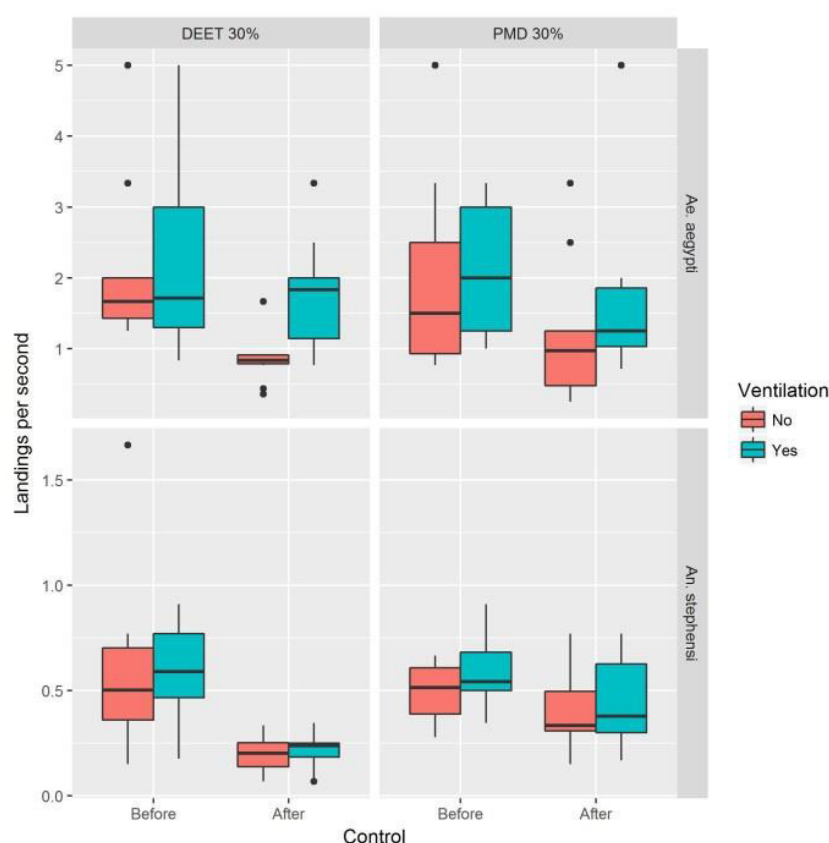 DEET 30%
PMD 30%
5
4
3
2
1
Ae. aegypti
Landings per second
1.5
1.0
0.5
0.0
An. stephensi
Before
After
Before
After
Control
Ventilation
No
Yes